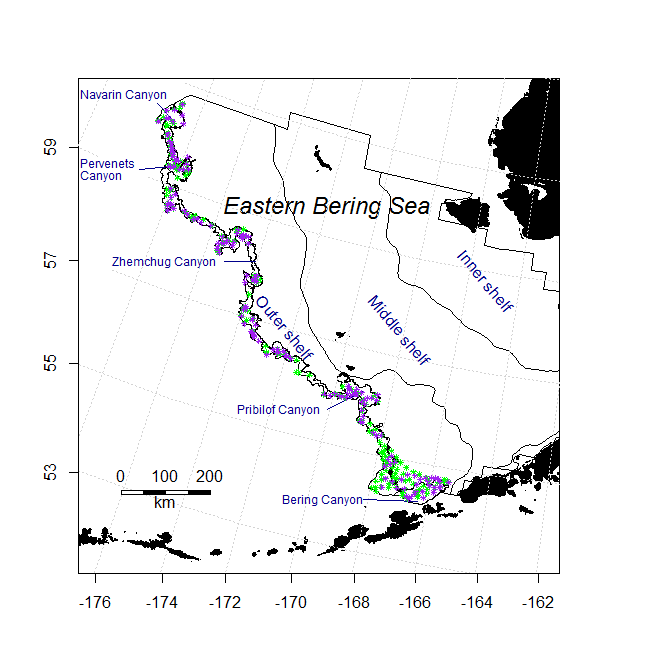 Navarin Canyon
59
Pervenets
Canyon
Eastern Bering Sea
57
Zhemchug Canyon
Inner shelf
Outer shelf
Middle shelf
55
Pribilof Canyon
53
0 100 200
km
Bering Canyon
-176 -174 -172 -170 -168 -166 -164 -162